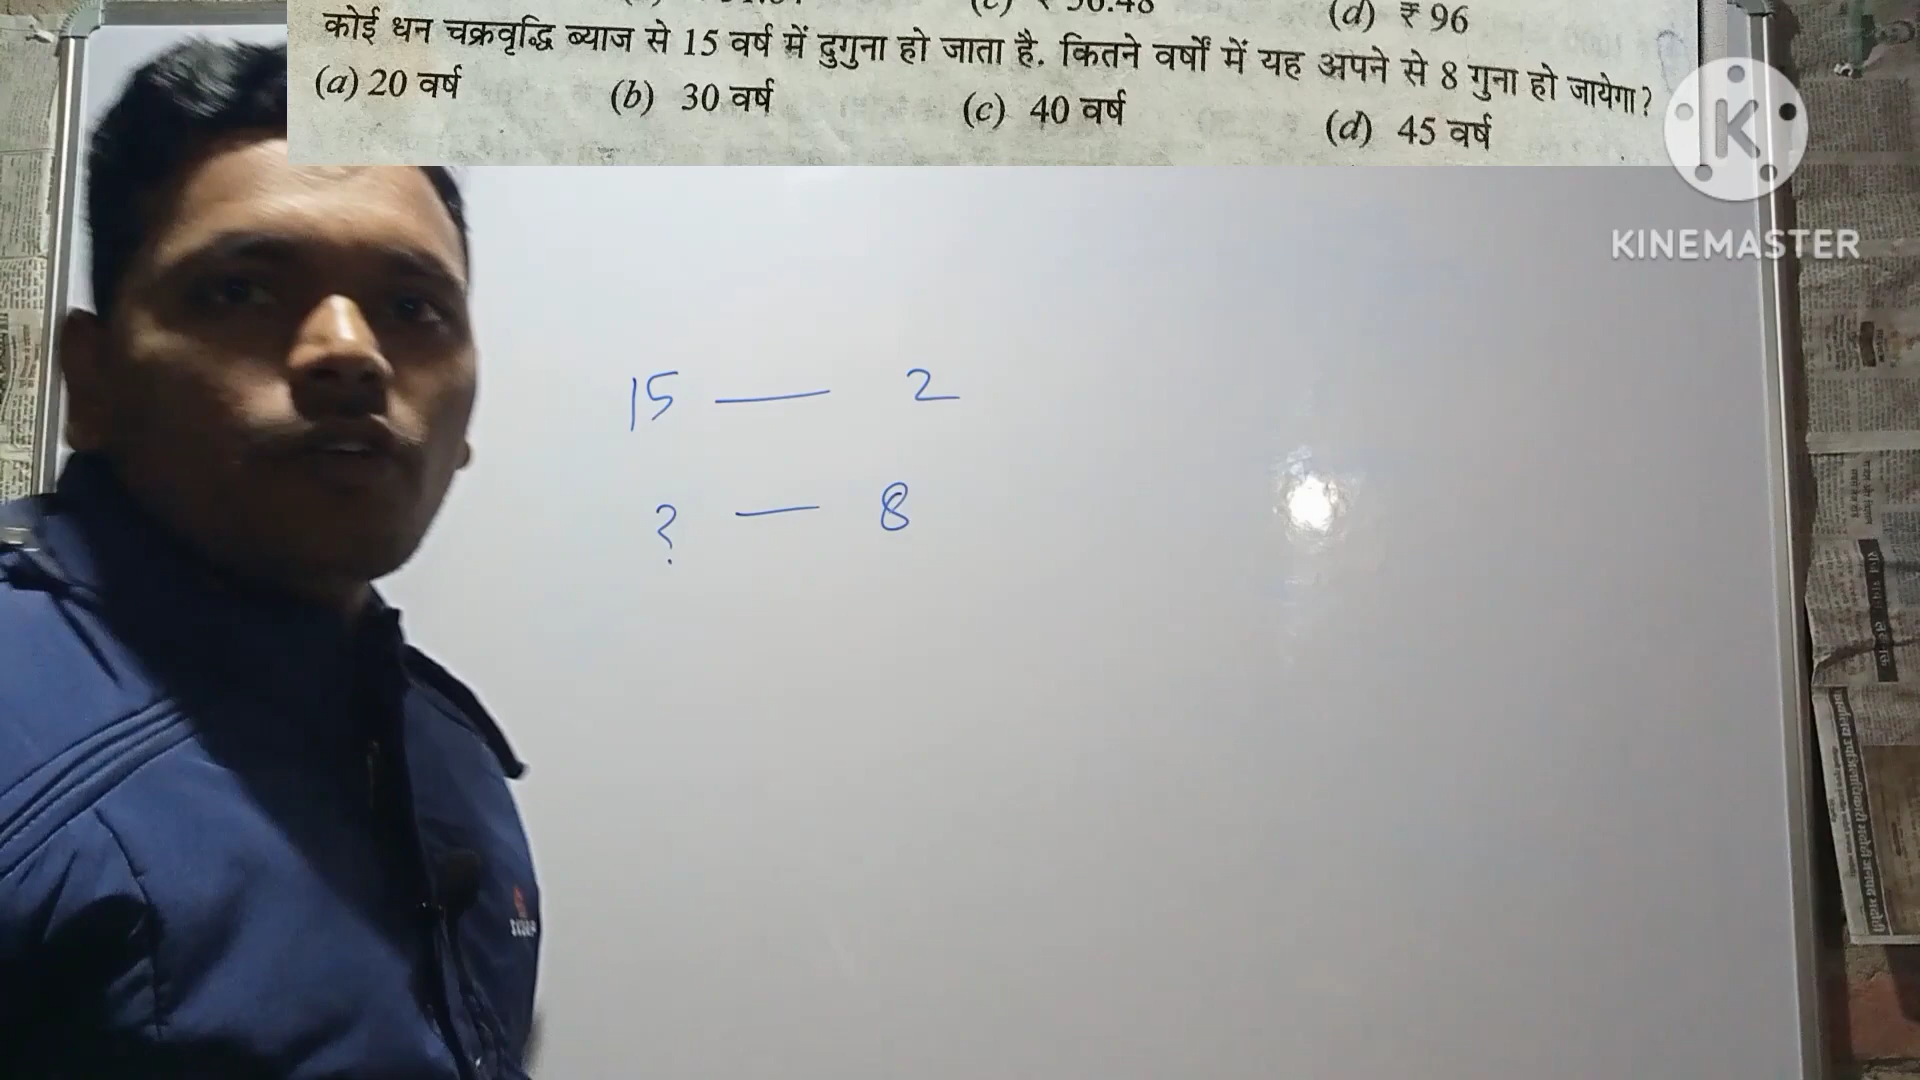 (d) ₹ 96
कोई धन चक्रवृद्धि ब्याज से 15 वर्ष में दुगुना हो जाता है. कितने वर्षों में यह अपने से 8 गुना हो जायेगा?
(a) 20 वर्ष (b) 30 वर्ष (c) 40 वर्ष (d) 45 वर्ष
K
KINEMASTER
15 — 2
? — 8